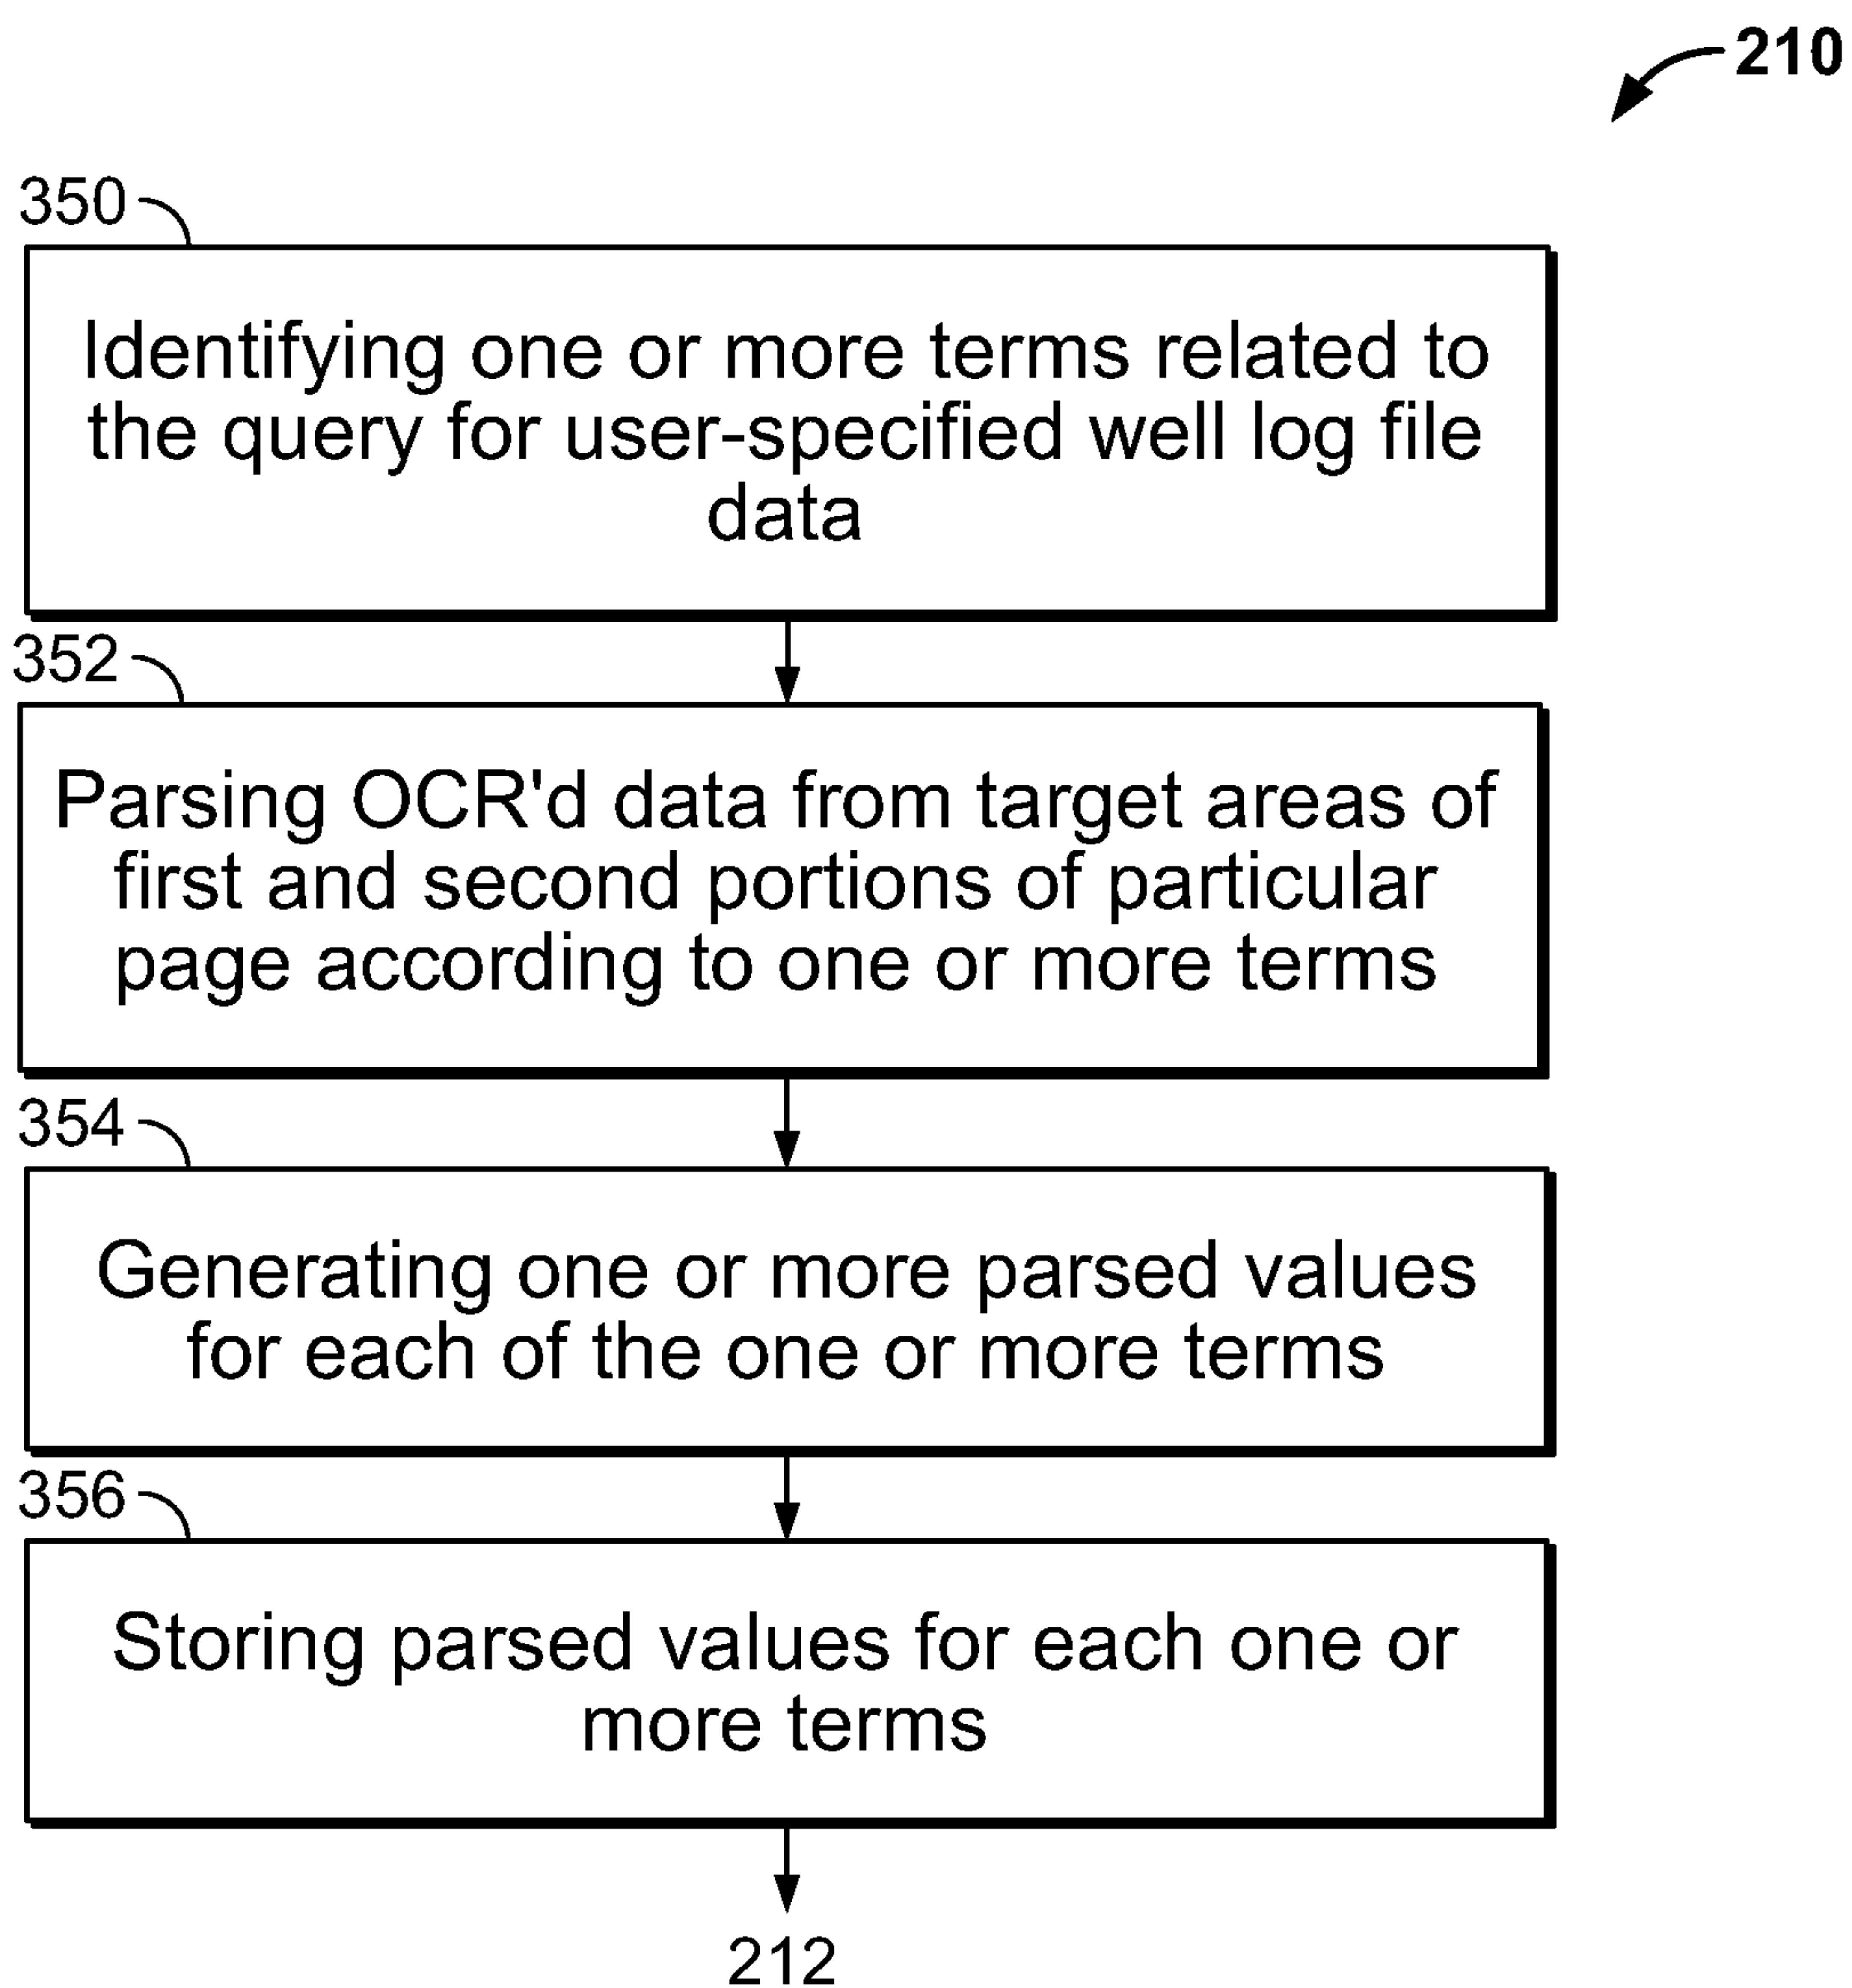 210
350
Identifying one or more terms related to
the query for user-specified well log file
data
352
Parsing OCR'd data from target areas of
first and second portions of particular
page according to one or more terms
354
Generating one or more parsed values
for each of the one or more terms
356
Storing parsed values for each one or
more terms
212